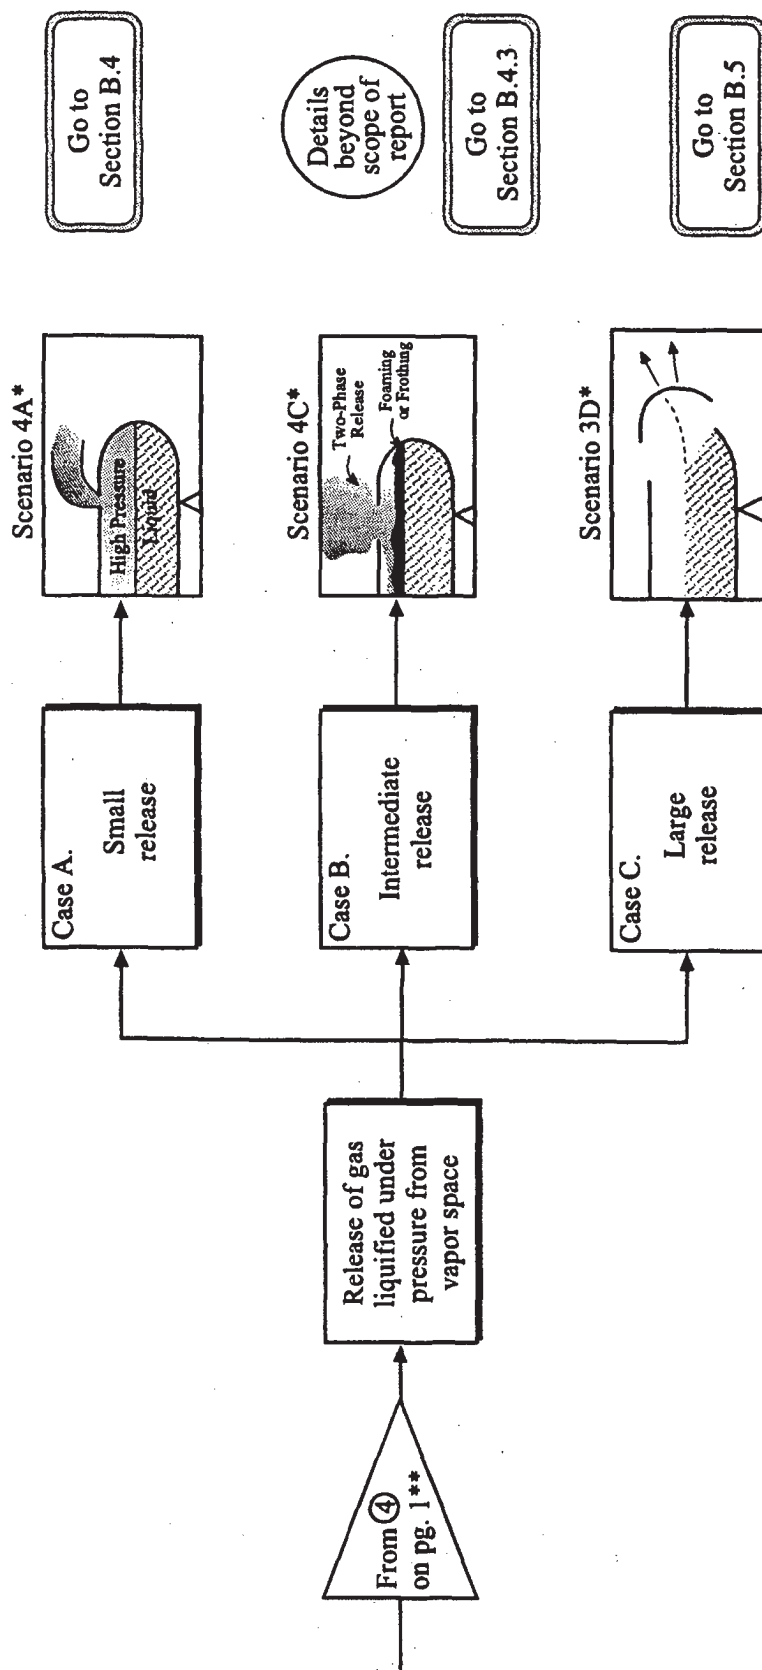 From ④
on pg. 1**
Release of gas
liquified under
pressure from
vapor space
Case A.
Small
release
Scenario 4A*
High Pressure
Liquid
Go to
Section B.4
Case B.
Intermediate
release
Scenario 4C*
Two-Phase
Release
Foaming
or Frothing
Details
beyond
scope of
report
Go to
Section B.4.3
Case C.
Large
release
Scenario 3D*
Go to
Section B.5